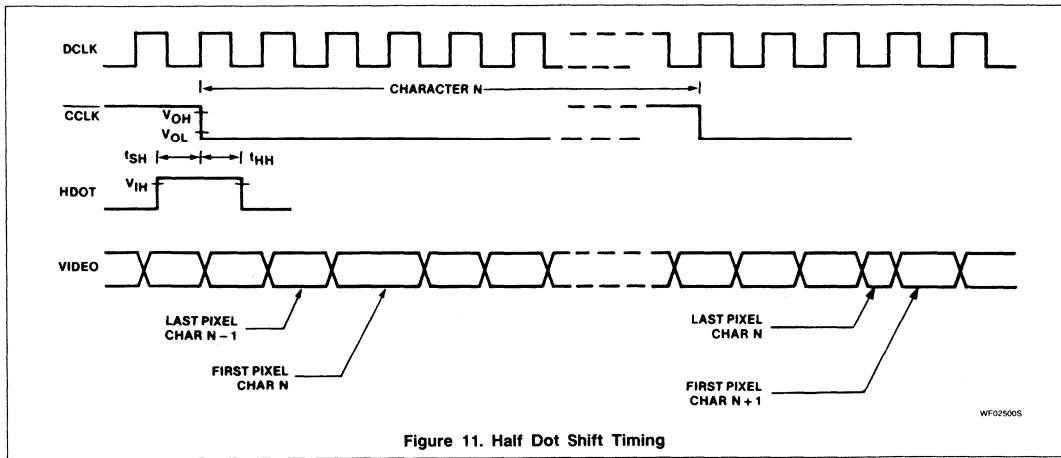 DCLK
CHARACTER N
CCLK
VOH
VOL
tSH
tHH
HDOT
VIH
VIDEO
LAST PIXEL
CHAR N – 1
FIRST PIXEL
CHAR N
LAST PIXEL
CHAR N
FIRST PIXEL
CHAR N + 1
WF02500S
Figure 11. Half Dot Shift Timing